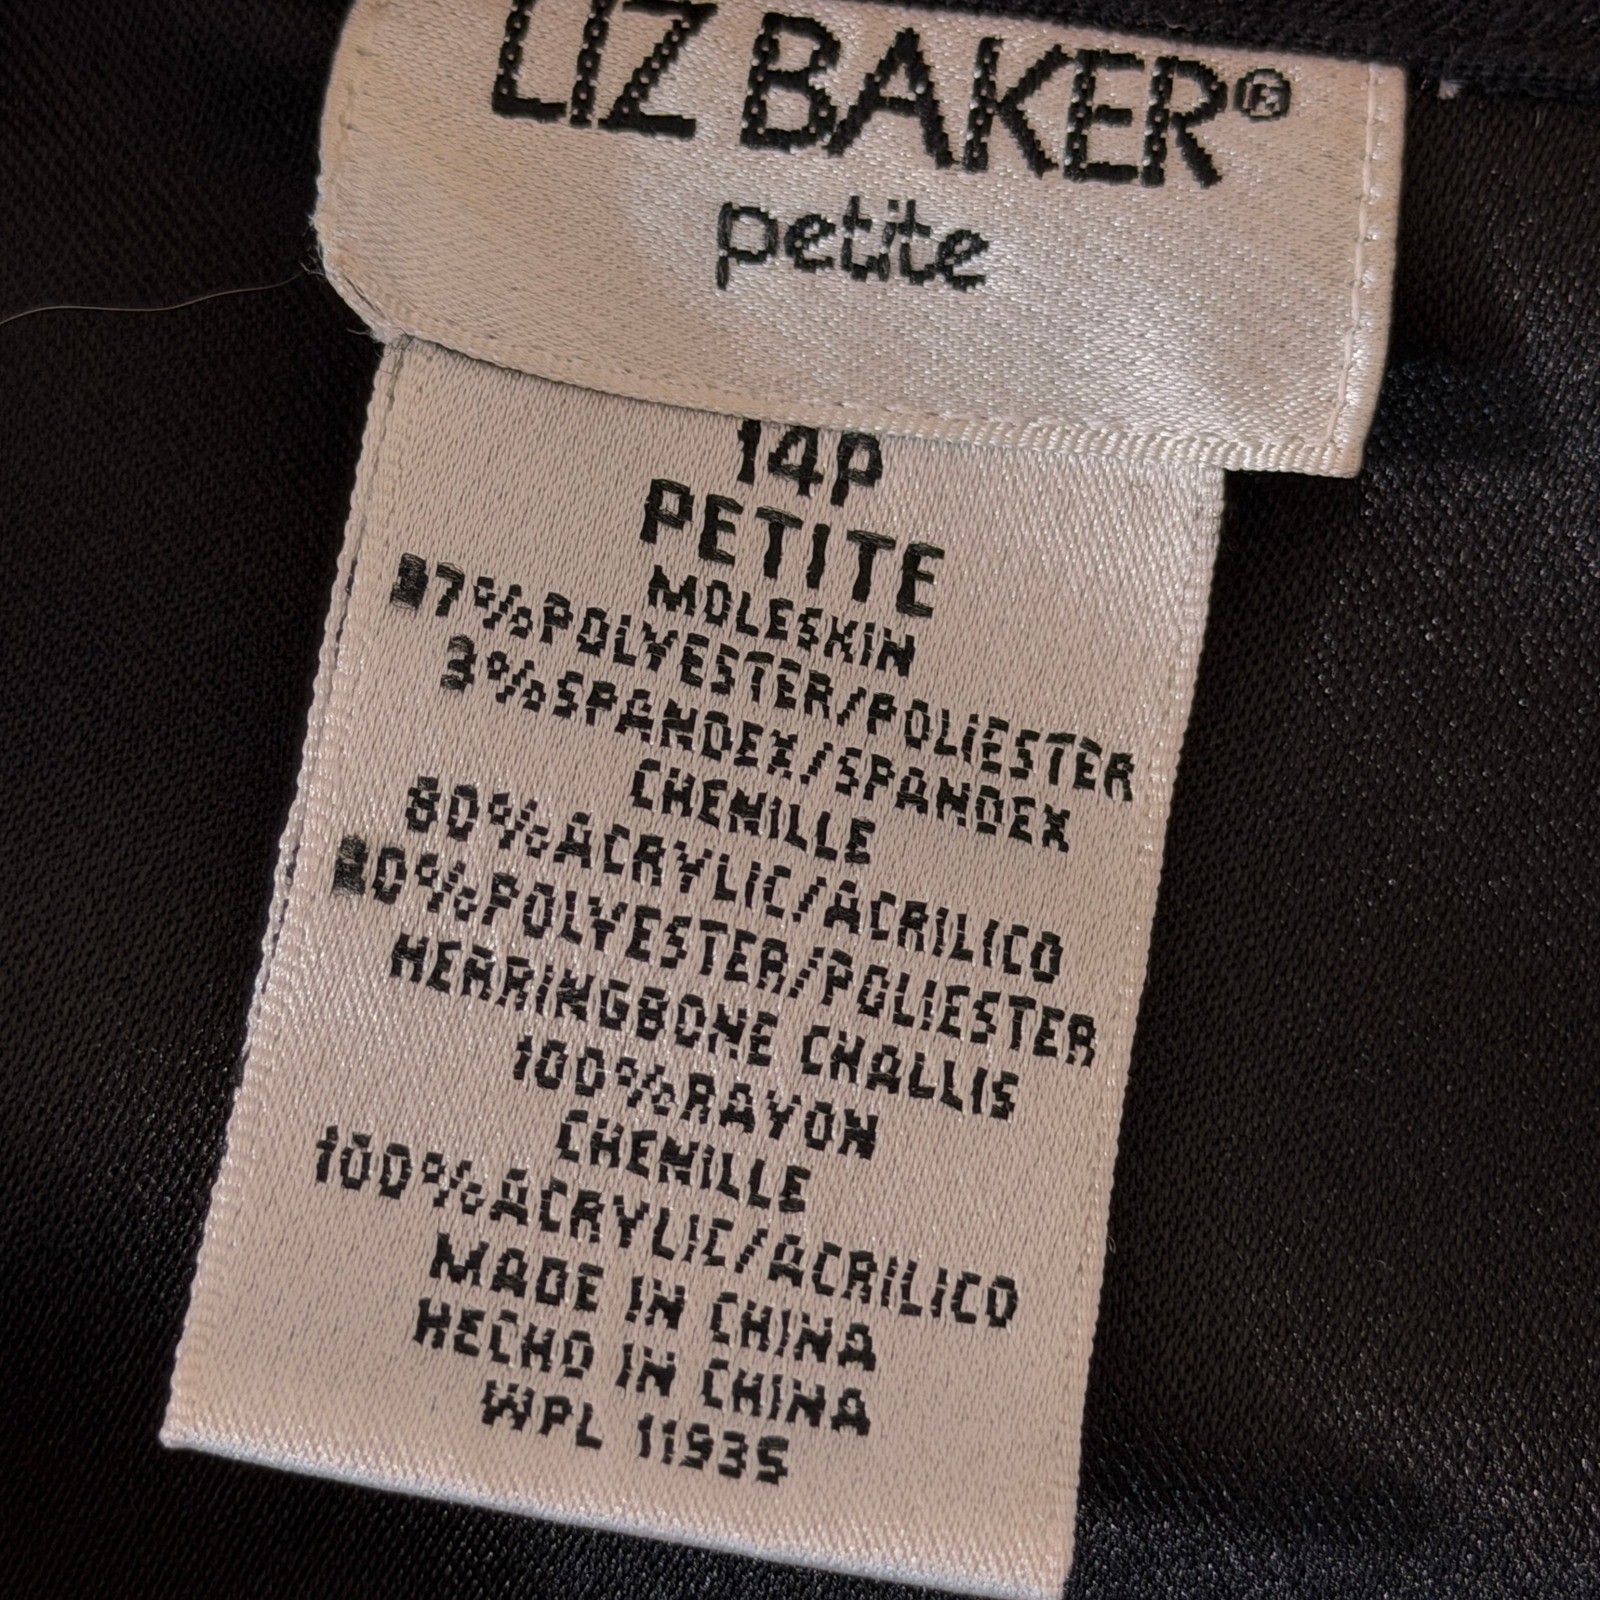 LIZ BAKER®
petite
14P
PETITE
MOLESKIN
97%POLYESTER/POLIESTER
3%SPANDEX/SPANDEX
CHENILLE
80%ACRYLIC/ACRILICO
20%POLYESTER/POLIESTER
HERRINGBONE CHALLIS
100%RAYON
CHENILLE
100%ACRYLIC/ACRILICO
MADE IN CHINA
HECHO IN CHINA
WPL 11935